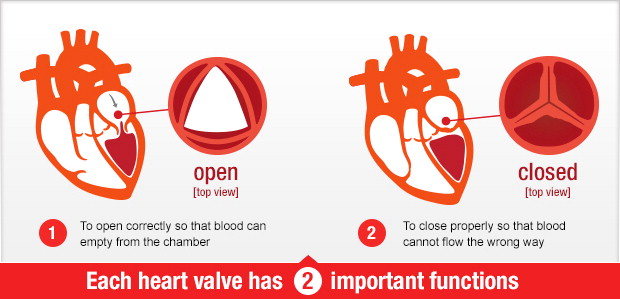 open
[top view]
closed
[top view]
1
To open correctly so that blood can
empty from the chamber
2
To close properly so that blood
cannot flow the wrong way
Each heart valve has 2 important functions